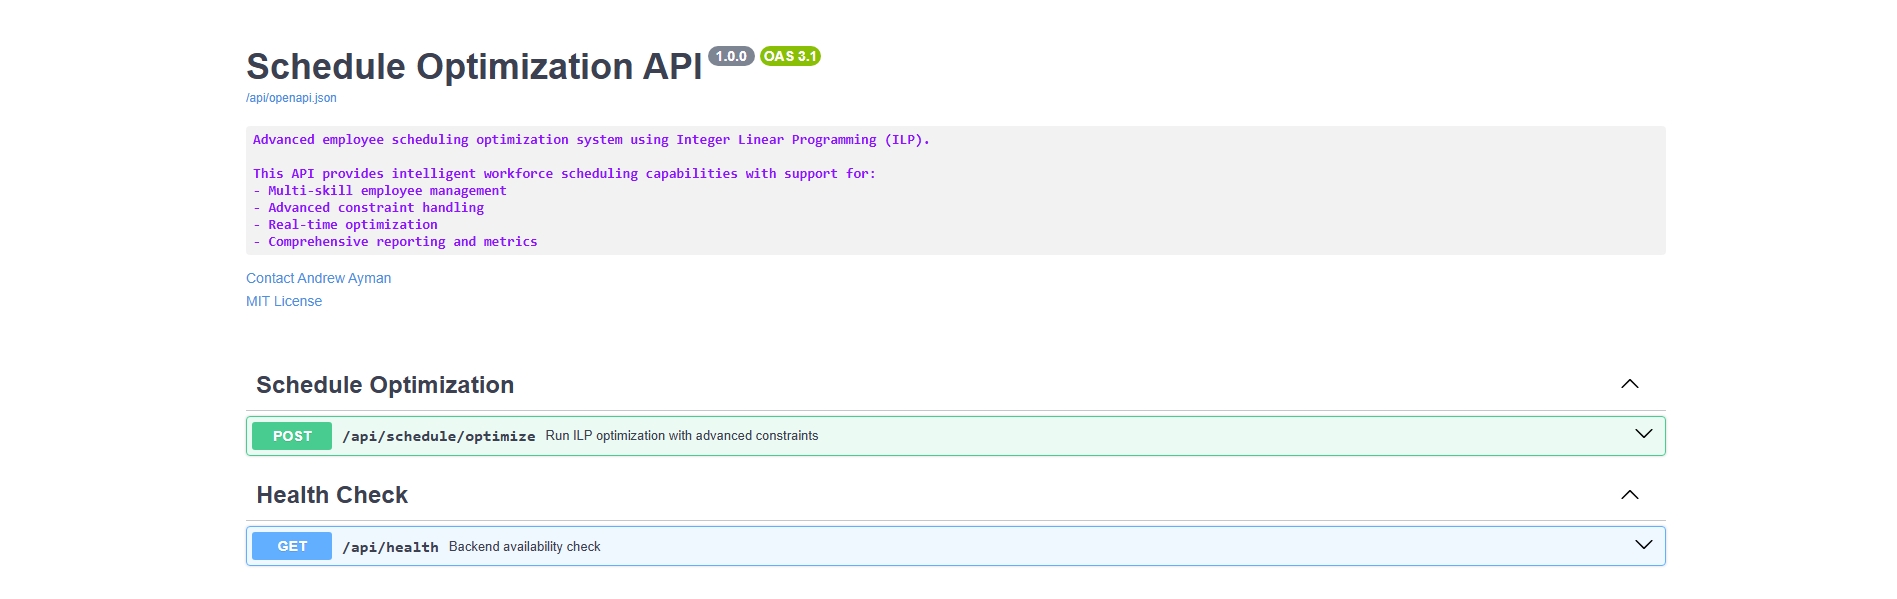 Schedule Optimization API 1.0.0 OAS 3.1
/api/openapi.json
Advanced employee scheduling optimization system using Integer Linear Programming (ILP).
This API provides intelligent workforce scheduling capabilities with support for:
- Multi-skill employee management
- Advanced constraint handling
- Real-time optimization
- Comprehensive reporting and metrics
Contact Andrew Ayman
MIT License
Schedule Optimization
POST /api/schedule/optimize Run ILP optimization with advanced constraints
Health Check
GET /api/health Backend availability check